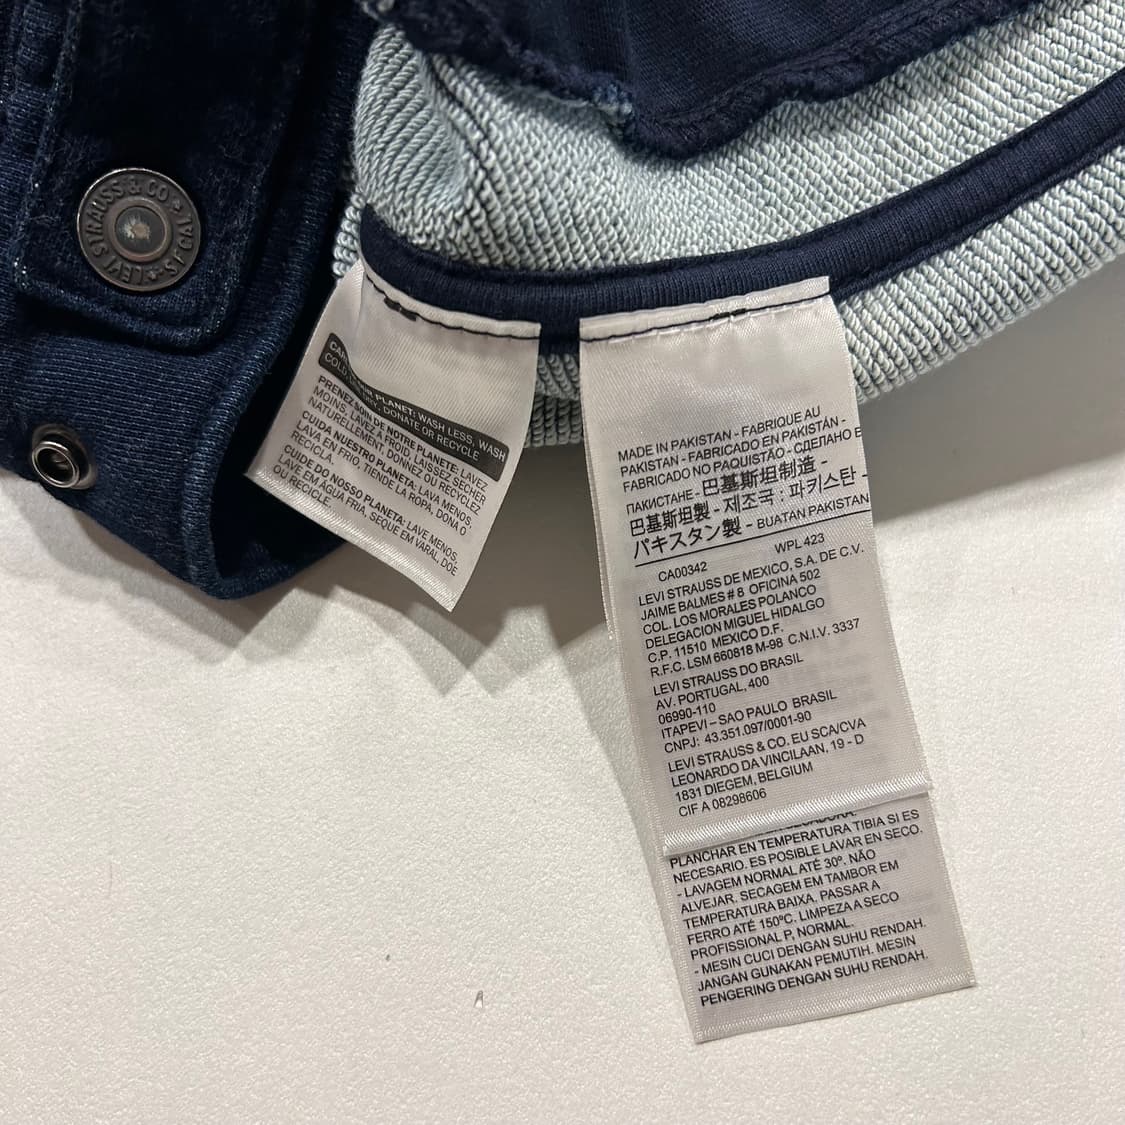 LEVI STRAUSS & CO. S.F.CAL
CARE FOR OUR PLANET: WASH LESS, WASH
COLD, LINE DRY, DONATE OR RECYCLE
PRENEZ SOIN DE NOTRE PLANETE: LAVEZ
MOINS, LAVEZ À FROID, LAISSEZ SÉCHER
NATURELLEMENT, DONNEZ OU RECYCLEZ
CUIDA NUESTRO PLANETA: LAVA MENOS,
LAVA EN FRÍO, TIENDE LA ROPA, DONA O
RECICLA.
CUIDE DO NOSSO PLANETA: LAVE MENOS,
LAVE EM ÁGUA FRIA, SEQUE EM VARAL, DOE
OU RECICLE.
MADE IN PAKISTAN - FABRIQUE AU
PAKISTAN - FABRICADO EN PAKISTÁN -
FABRICADO NO PAQUISTÃO - СДЕЛАНО В
ПАКИСТАНЕ - 巴基斯坦制造 -
巴基斯坦製 - 제조국 : 파키스탄 -
パキスタン製 - BUATAN PAKISTAN
WPL 423
CA00342
LEVI STRAUSS DE MEXICO, S.A. DE C.V.
JAIME BALMES # 8 OFICINA 502
COL. LOS MORALES POLANCO
DELEGACION MIGUEL HIDALGO
C.P. 11510 MEXICO D.F.
R.F.C. LSM 660818 M-98 C.N.I.V. 3337
LEVI STRAUSS DO BRASIL
AV. PORTUGAL, 400
06990-110
ITAPEVI – SAO PAULO BRASIL
CNPJ: 43.351.097/0001-90
LEVI STRAUSS & CO. EU SCA/CVA
LEONARDO DA VINCILAAN, 19 - D
1831 DIEGEM, BELGIUM
CIF A 08298606
PLANCHAR EN TEMPERATURA TIBIA SI ES
NECESARIO. ES POSIBLE LAVAR EN SECO.
- LAVAGEM NORMAL ATÉ 30º. NÃO
ALVEJAR. SECAGEM EM TAMBOR EM
TEMPERATURA BAIXA. PASSAR A
FERRO ATÉ 150ºC. LIMPEZA A SECO
PROFISSIONAL P, NORMAL.
- MESIN CUCI DENGAN SUHU RENDAH.
JANGAN GUNAKAN PEMUTIH. MESIN
PENGERING DENGAN SUHU RENDAH.